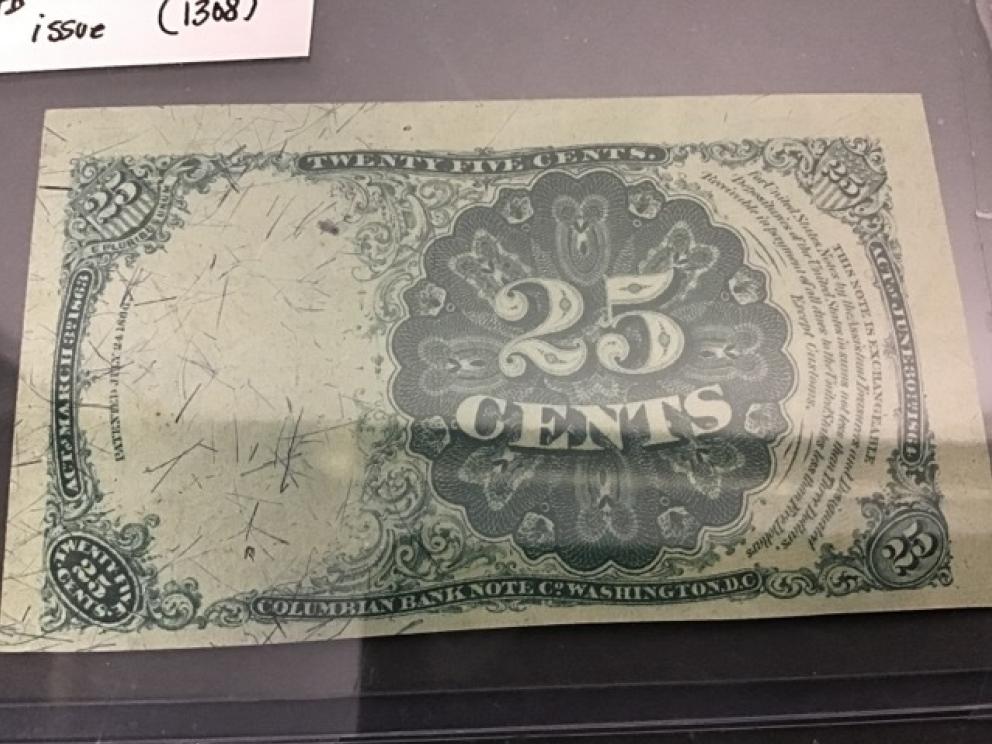 issue (1308)
TWENTY FIVE CENTS.
25
E PLURIBUS UNUM
25
ACT OF MARCH 3D 1863
PATENTED JULY 24 1866.
25
CENTS
THIS NOTE IS EXCHANGEABLE
For United States Notes by the Assistant Treasurers and Designated
Depositaries of the United States in sums not less than Three Dollars.
Receivable in payment of all dues to the United States less than Five Dollars
Except Customs.
ACT OF JUNE 30TH 1864
25
CENTS.
25
COLUMBIAN BANK NOTE CO. WASHINGTON, D.C.